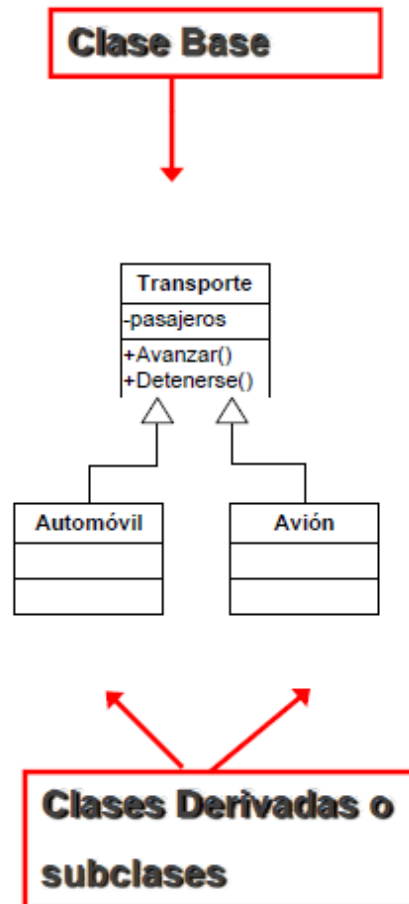 Clase Base
Transporte
-pasajeros
+Avanzar()
+Detenerse()
Automóvil
Avión
Clases Derivadas o
subclases